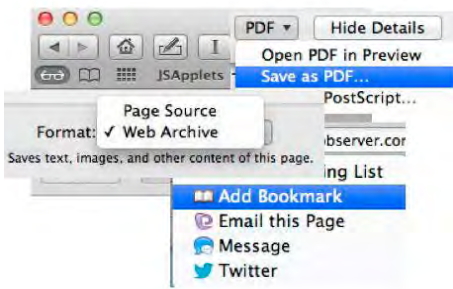 PDF ▾ Hide Details
Open PDF in Preview
JSApplets
Save as PDF...
PostScript...
Page Source
Format: ✓ Web Archive
Saves text, images, and other content of this page.
bserver.cor
ing List
Add Bookmark
Email this Page
Message
Twitter